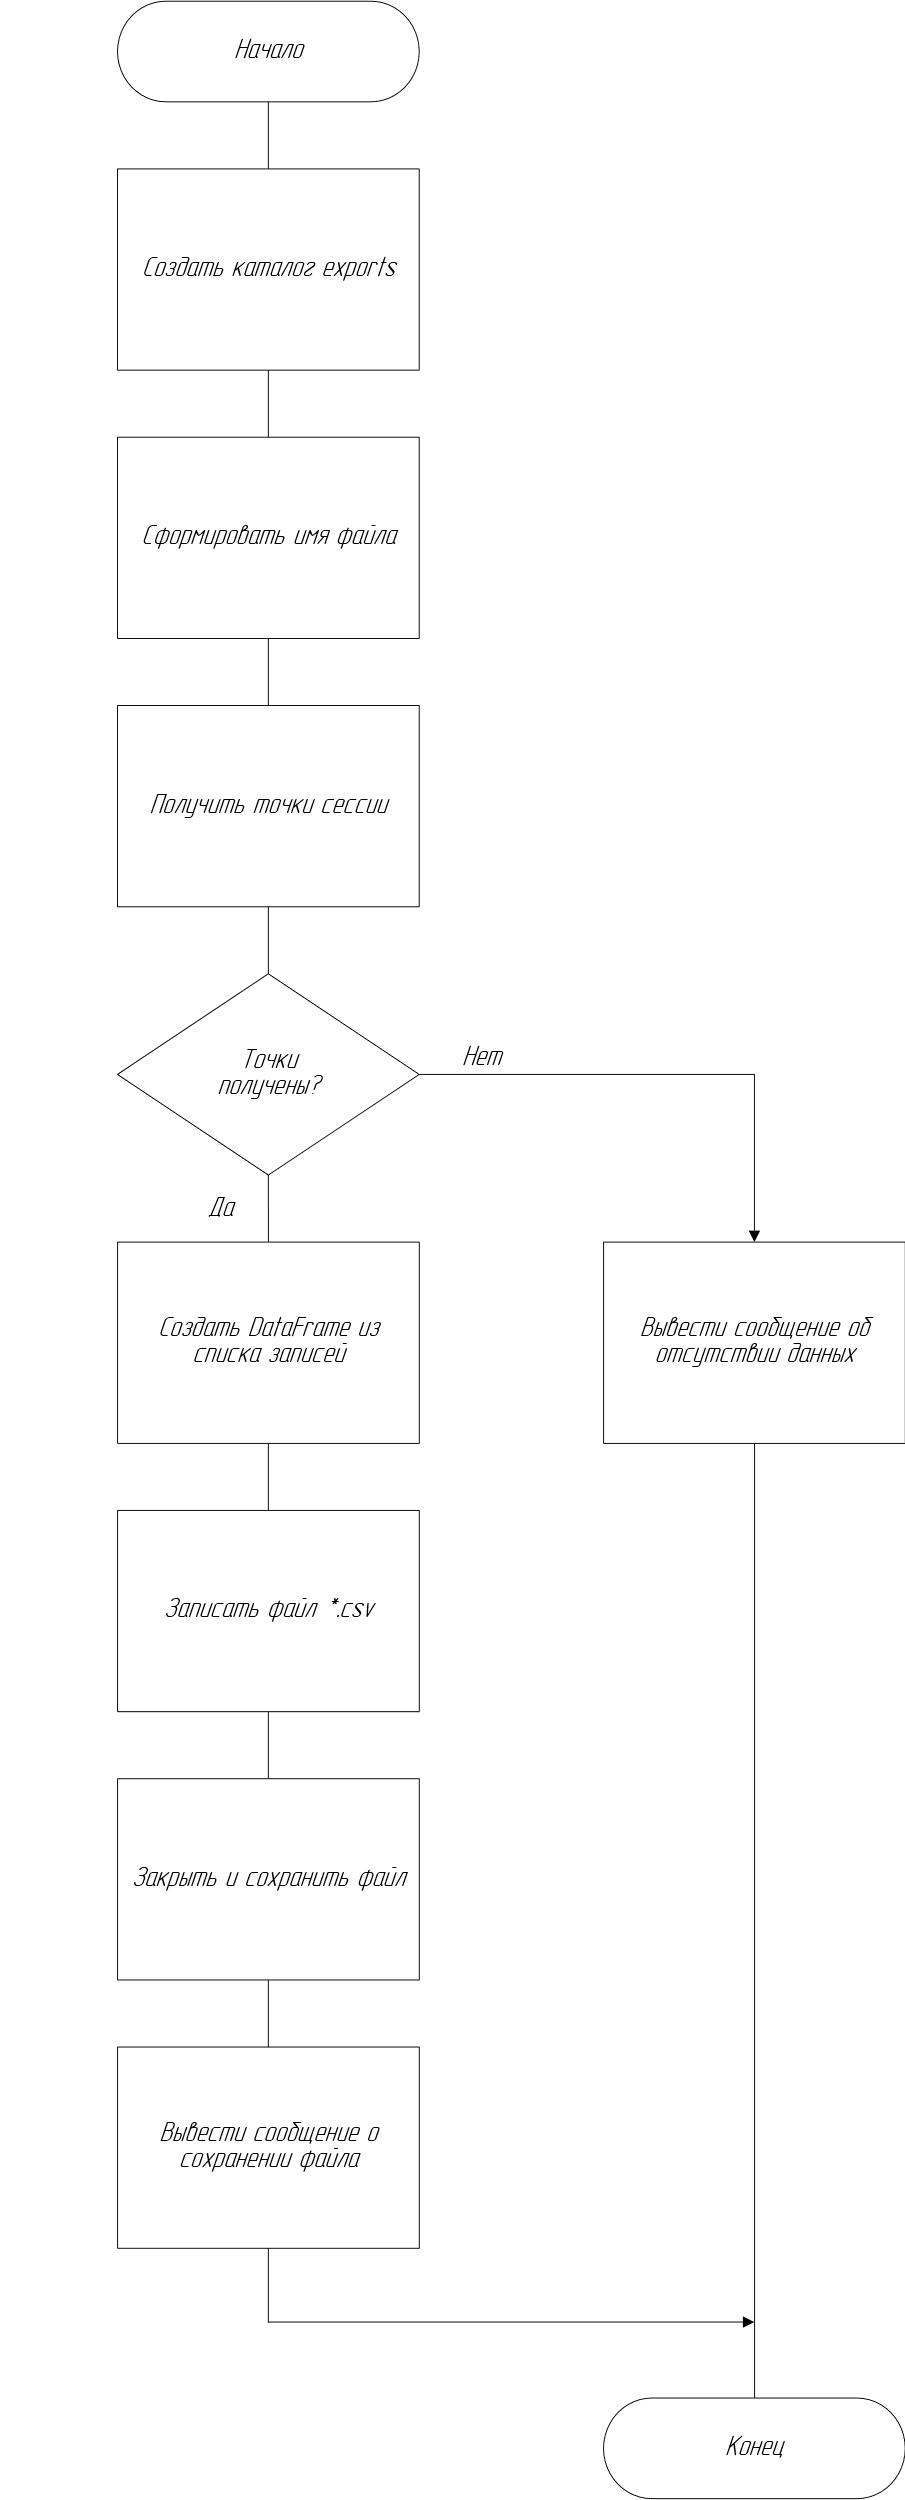 Начало
Создать каталог exports
Сформировать имя файла
Получить точки сессии
Точки
получены?
Нет
Да
Создать DataFrame из
списка записей
Вывести сообщение об
отсутствии данных
Записать файл *.csv
Закрыть и сохранить файл
Вывести сообщение о
сохранении файла
Конец